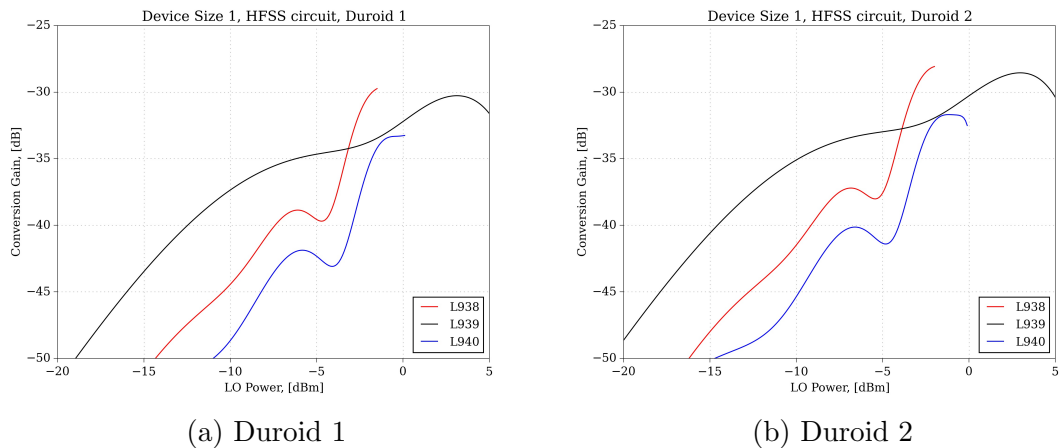 Device Size 1, HFSS circuit, Duroid 1
−25
−30
−35
−40
−45
−50
Conversion Gain, [dB]
−20
−15
−10
−5
0
5
LO Power, [dBm]
L938
L939
L940
(a) Duroid 1
Device Size 1, HFSS circuit, Duroid 2
−25
−30
−35
−40
−45
−50
Conversion Gain, [dB]
−20
−15
−10
−5
0
5
LO Power, [dBm]
L938
L939
L940
(b) Duroid 2